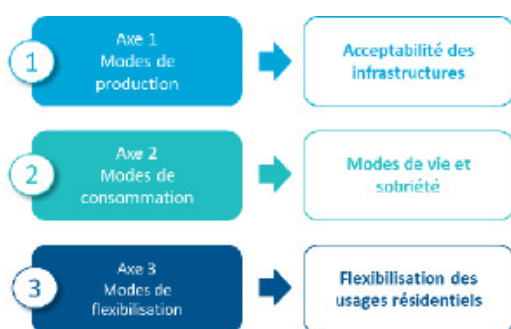 1
Axe 1
Modes de
production
Acceptabilité des
infrastructures
2
Axe 2
Modes de
consommation
Modes de vie et
sobriété
3
Axe 3
Modes de
flexibilisation
Flexibilisation des
usages résidentiels